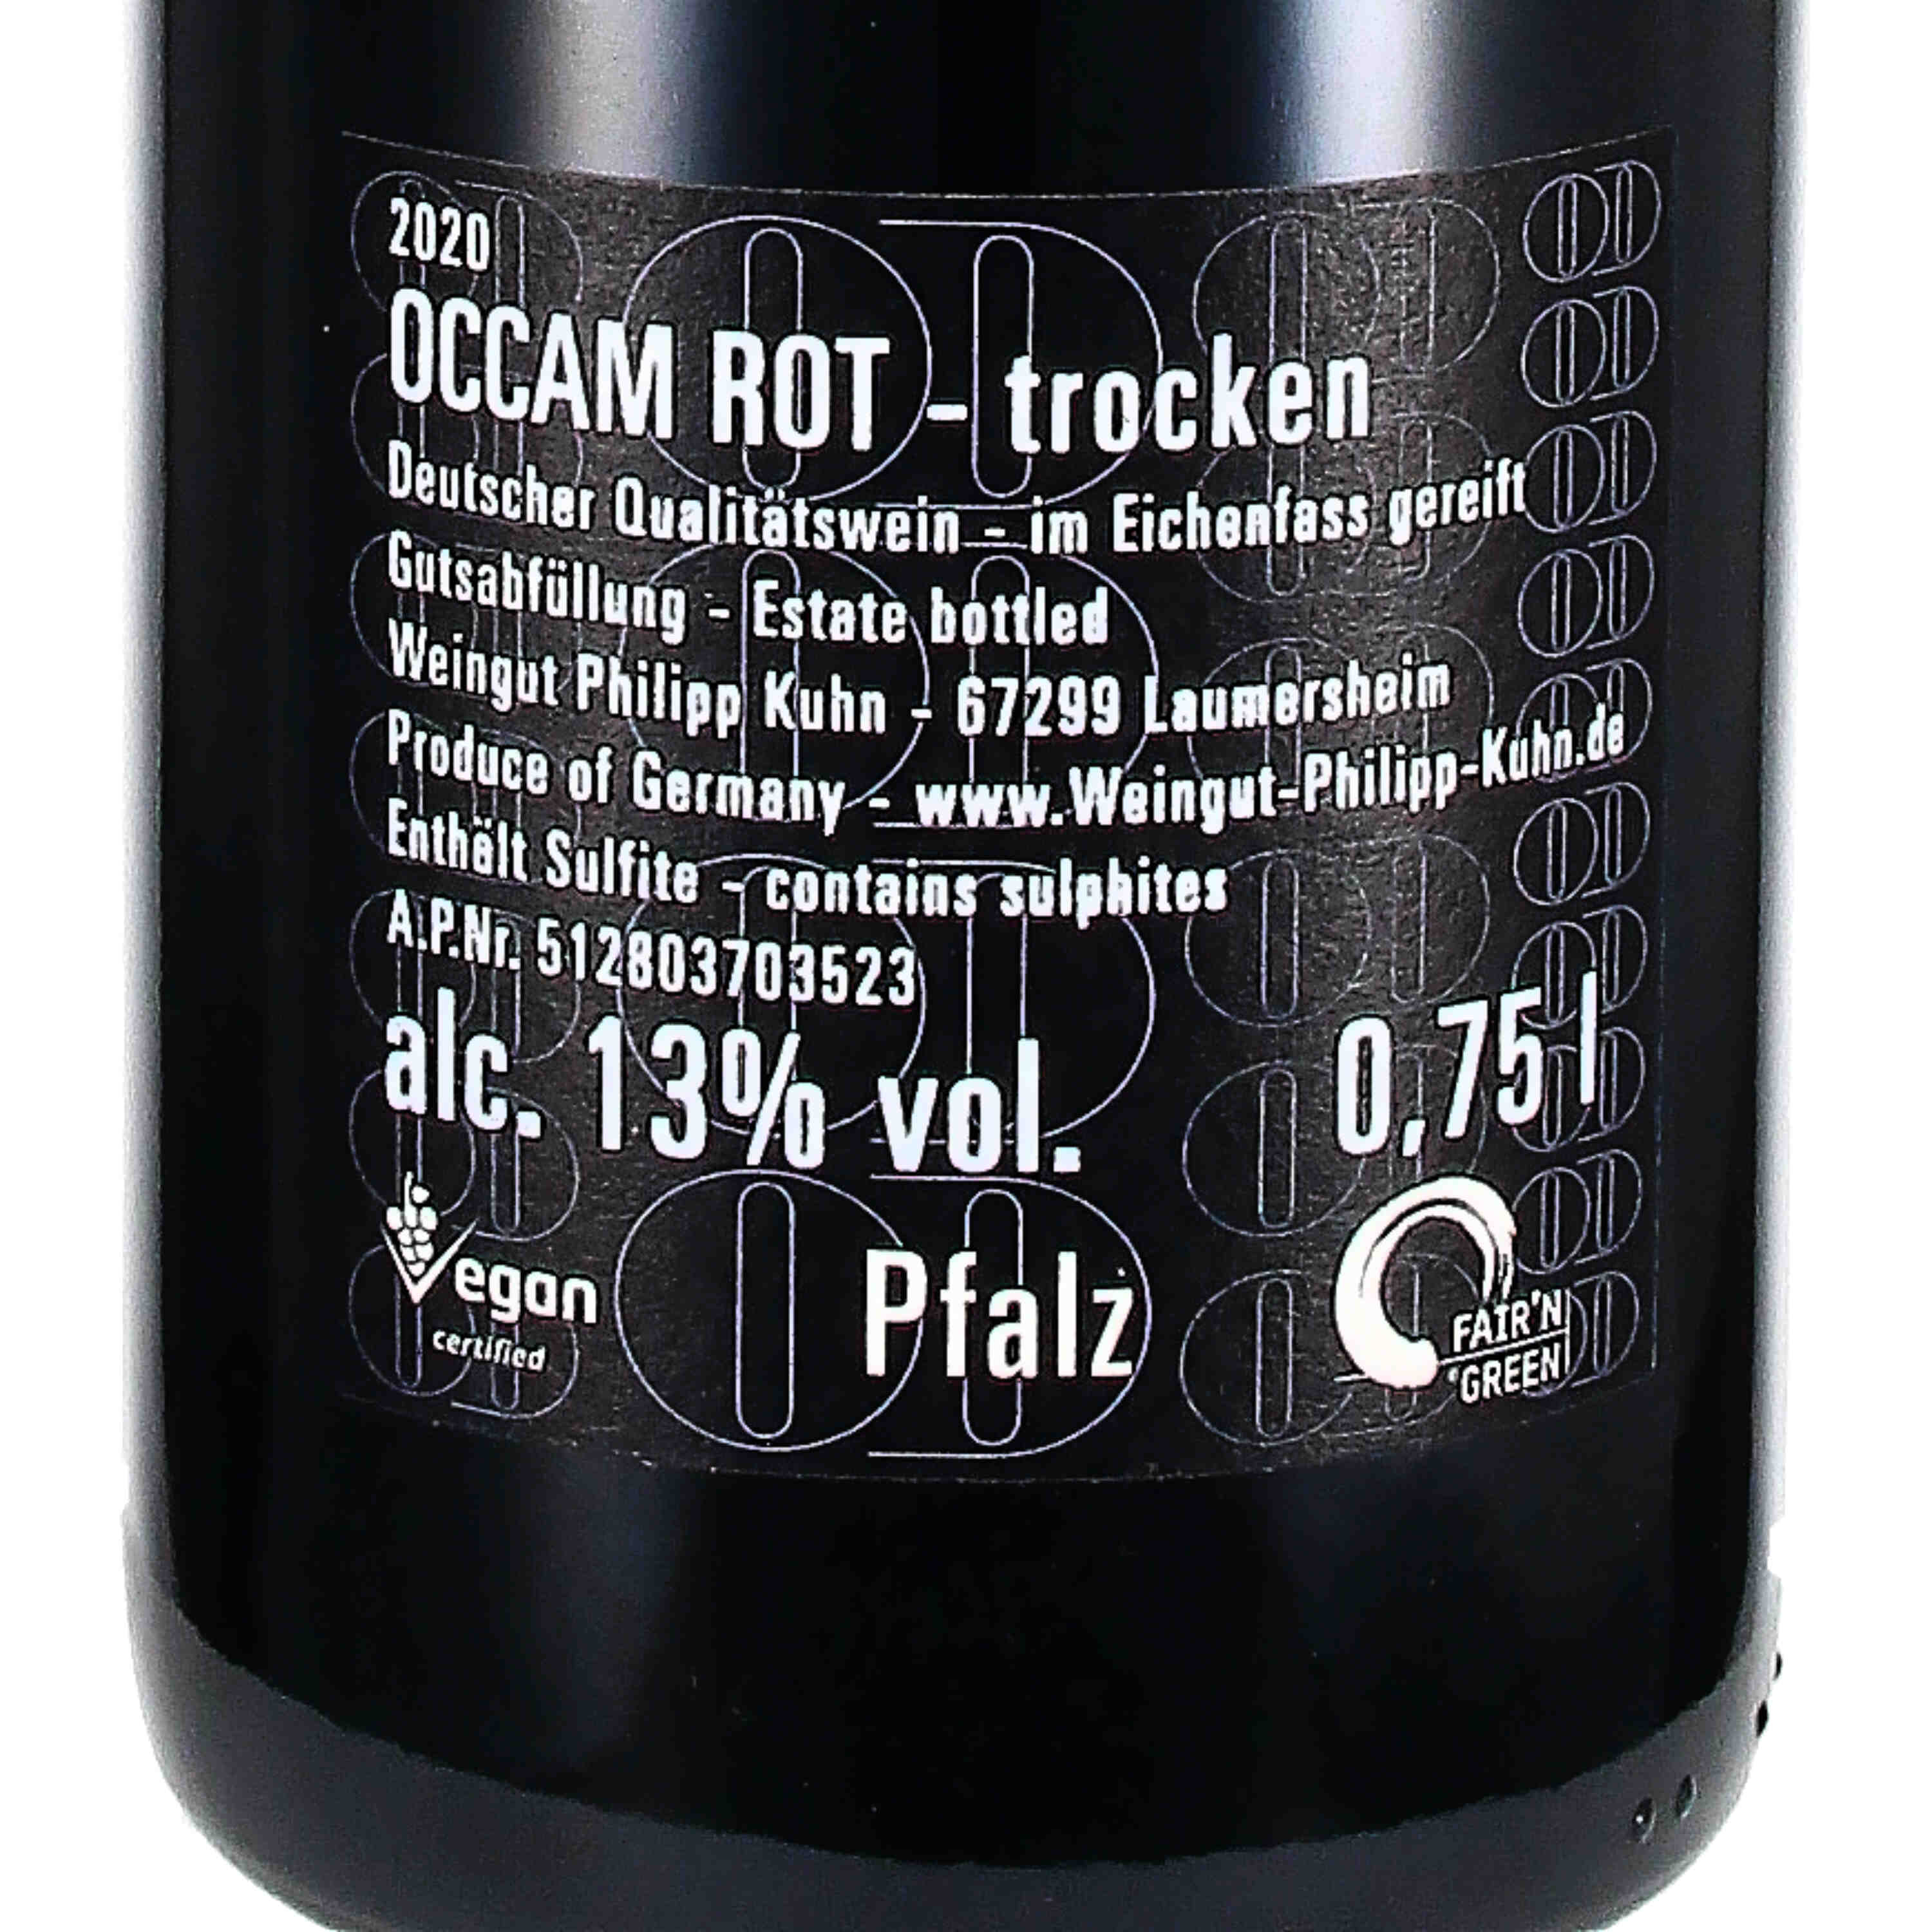 2020
OCCAM ROT - trocken
Deutscher Qualitätswein - im Eichenfass gereift
Gutsabfüllung - Estate bottled
Weingut Philipp Kuhn - 67299 Laumersheim
Produce of Germany - www.Weingut-Philipp-Kuhn.de
Enthält Sulfite - contains sulphites
A.P.Nr. 512803703523
alc. 13% vol. 0,75 l
Vegan
certified
Pfalz
FAIR'N
GREEN